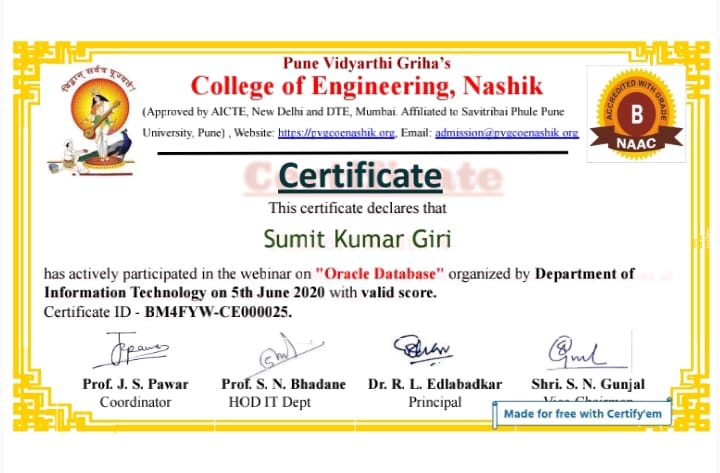 Pune Vidyarthi Griha's
College of Engineering, Nashik
(Approved by AICTE, New Delhi and DTE, Mumbai. Affiliated to Savitribai Phule Pune
University, Pune) , Website: https://pvgcoenashik.org, Email: admission@pvgcoenashik.org
विद्वान् सर्वत्र पूज्यते!
ACCREDITED WITH GRADE
B
NAAC
Certificate
This certificate declares that
Sumit Kumar Giri
has actively participated in the webinar on "Oracle Database" organized by Department of
Information Technology on 5th June 2020 with valid score.
Certificate ID - BM4FYW-CE000025.
Prof. J. S. Pawar Prof. S. N. Bhadane Dr. R. L. Edlabadkar Shri. S. N. Gunjal
Coordinator HOD IT Dept Principal Vice Chairman
Made for free with Certify'em